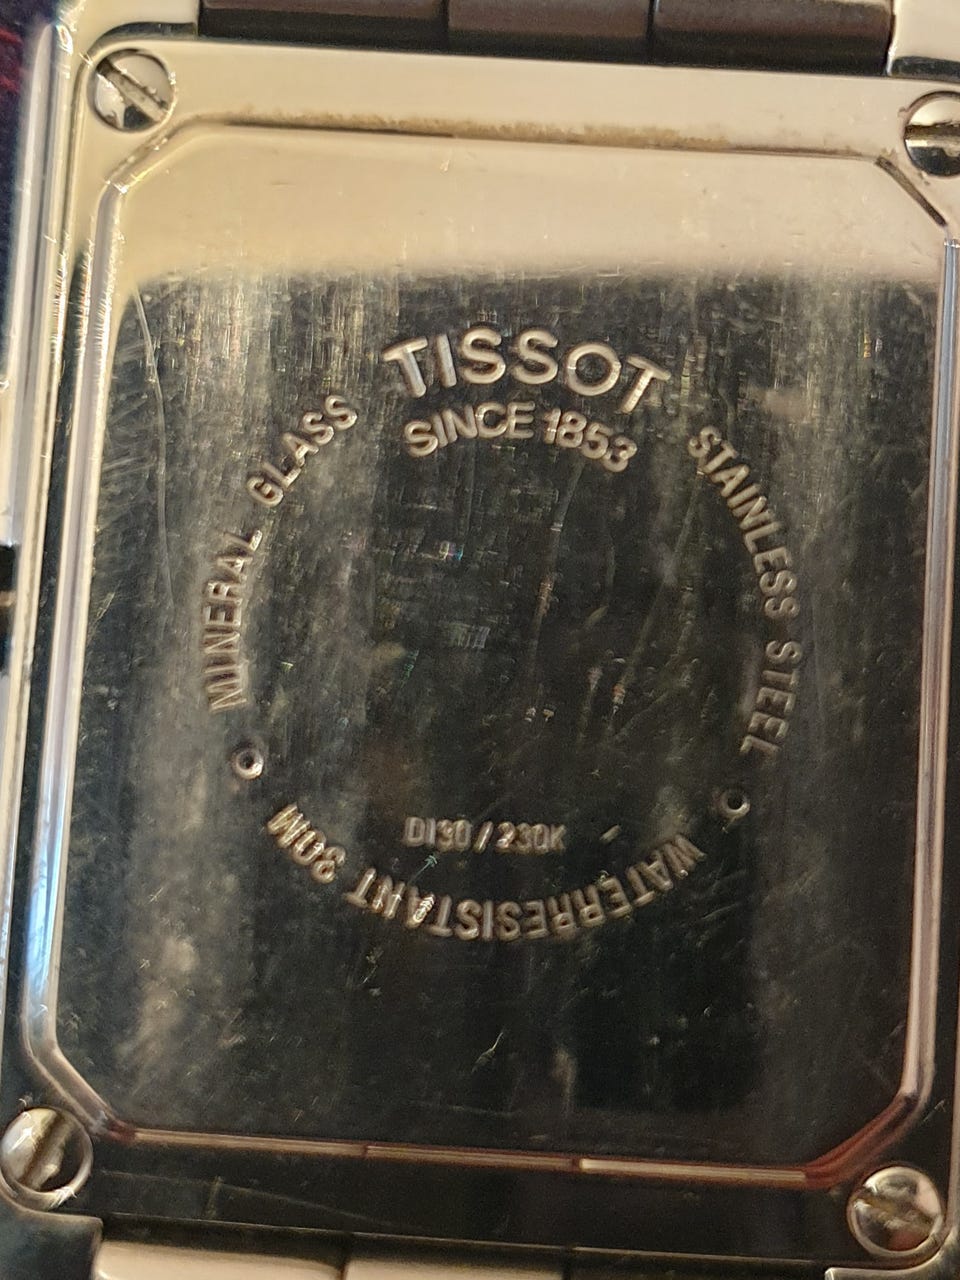 TISSOT
SINCE 1853
MINERAL GLASS
STAINLESS STEEL
WATERRESISTANT 30M
D130/230K